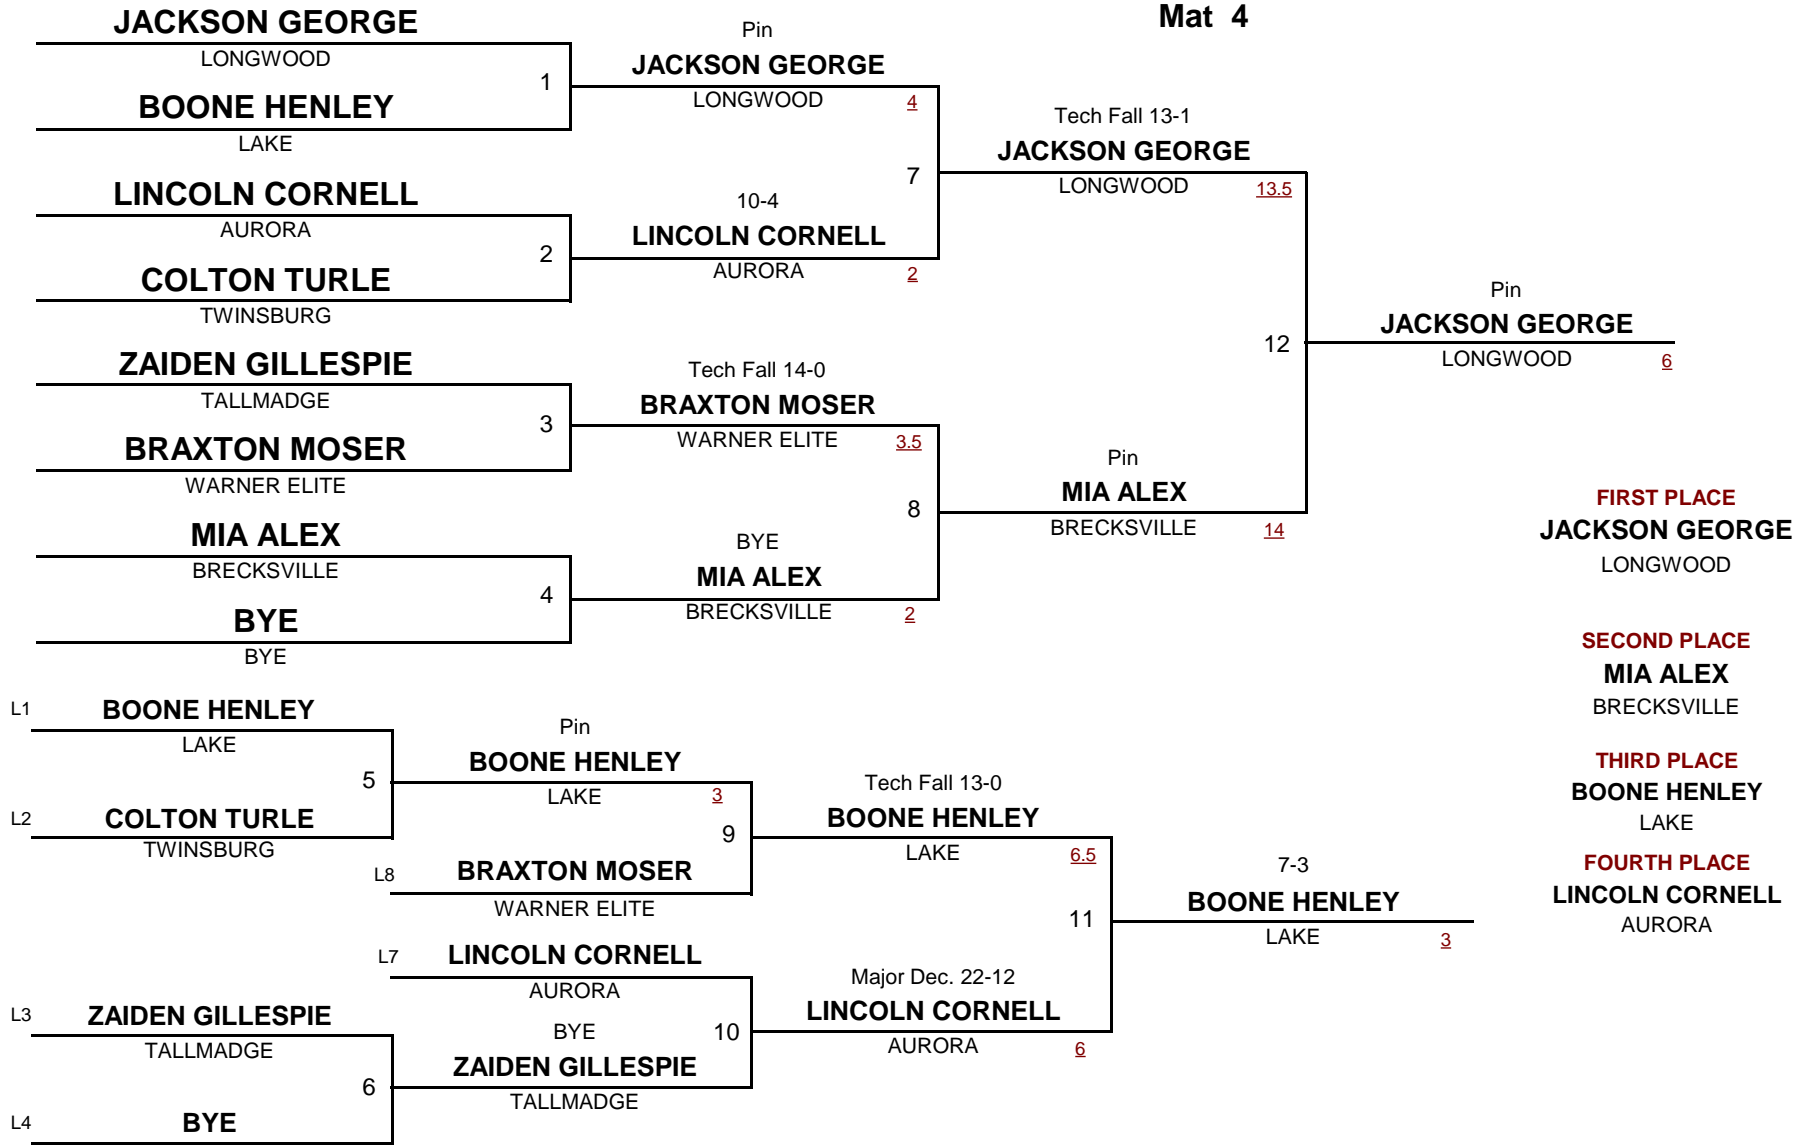 Mat 4
JACKSON GEORGE
LONGWOOD
1
BOONE HENLEY
LAKE
LINCOLN CORNELL
AURORA
2
COLTON TURLE
TWINSBURG
ZAIDEN GILLESPIE
TALLMADGE
3
BRAXTON MOSER
WARNER ELITE
MIA ALEX
BRECKSVILLE
4
BYE
BYE
Pin
JACKSON GEORGE
LONGWOOD 4
7
10-4
LINCOLN CORNELL
AURORA 2
Tech Fall 14-0
BRAXTON MOSER
WARNER ELITE 3.5
8
BYE
MIA ALEX
BRECKSVILLE 2
Tech Fall 13-1
JACKSON GEORGE
LONGWOOD 13.5
12
Pin
MIA ALEX
BRECKSVILLE 14
Pin
JACKSON GEORGE
LONGWOOD 6
L1 BOONE HENLEY
LAKE
5
L2 COLTON TURLE
TWINSBURG
Pin
BOONE HENLEY
LAKE 3
9
L8 BRAXTON MOSER
WARNER ELITE
L7 LINCOLN CORNELL
AURORA
BYE 10
ZAIDEN GILLESPIE
TALLMADGE
L3 ZAIDEN GILLESPIE
TALLMADGE
6
L4 BYE
Tech Fall 13-0
BOONE HENLEY
LAKE 6.5
11
Major Dec. 22-12
LINCOLN CORNELL
AURORA 6
7-3
BOONE HENLEY
LAKE 3
FIRST PLACE
JACKSON GEORGE
LONGWOOD
SECOND PLACE
MIA ALEX
BRECKSVILLE
THIRD PLACE
BOONE HENLEY
LAKE
FOURTH PLACE
LINCOLN CORNELL
AURORA